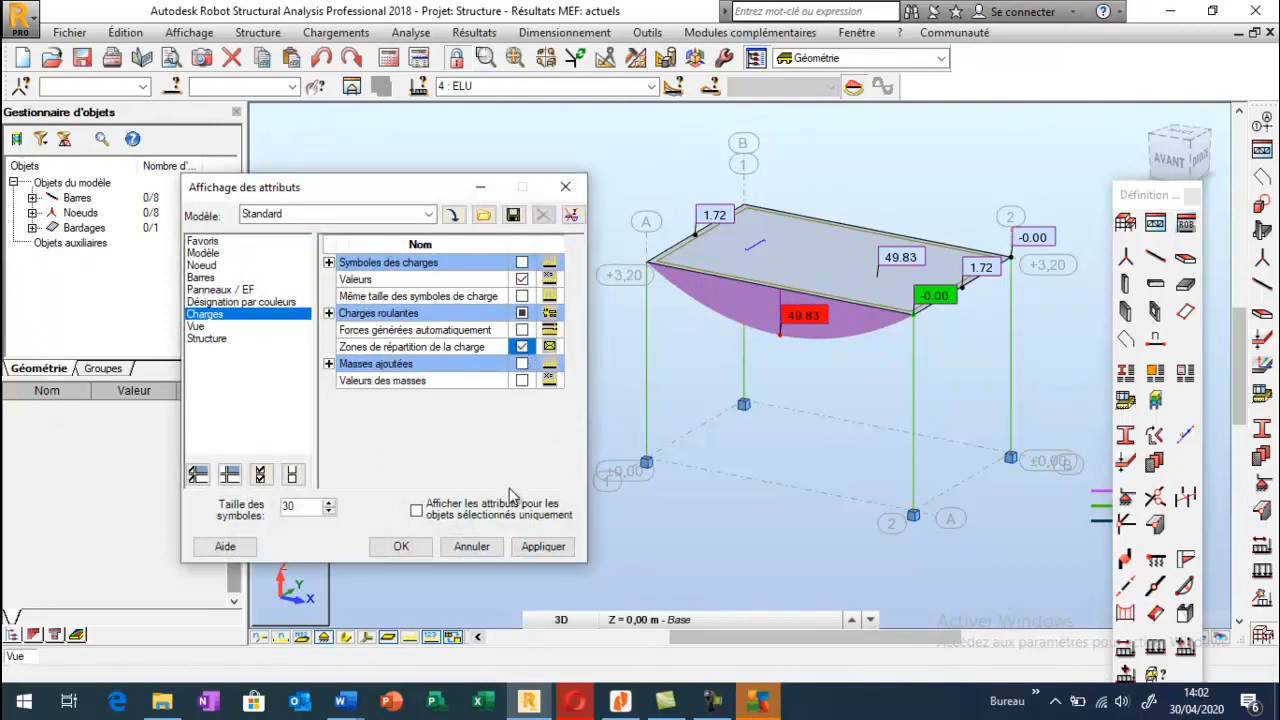 Autodesk Robot Structural Analysis Professional 2018 - Projet: Structure - Résultats MEF: actuels
Entrez mot-clé ou expression
Se connecter
PRO
Fichier Édition Affichage Structure Chargements Analyse Résultats Dimensionnement Outils Modules complémentaires Fenêtre ? Communauté
Géométrie
4 : ELU
Gestionnaire d'objets
Objets Nombre d'...
Objets du modèle
Barres 0/8
Noeuds 0/8
Bardages 0/1
Objets auxiliaires
Géométrie Groupes
Nom Valeur
Affichage des attributs
Modèle: Standard
Favoris
Modèle
Noeud
Barres
Panneaux / EF
Désignation par couleurs
Charges
Vue
Structure
Nom
Symboles des charges
Valeurs
Même taille des symboles de charge
Charges roulantes
Forces générées automatiquement
Zones de répartition de la charge
Masses ajoutées
Valeurs des masses
Taille des symboles: 30
Afficher les attributs pour les
objets sélectionnés uniquement
Aide OK Annuler Appliquer
B
1
A
1.72
2
-0.00
+3,20
49.83
1.72
+3,20
-0.00
49.83
±0,00
1
±0,00
B
2
A
AVANT
DROITE
Définition ...
Z
Y
X
3D Z = 0,00 m - Base
Activer Windows
Accédez aux paramètres pour activer Windows
Vue
Bureau
14:02
30/04/2020
6